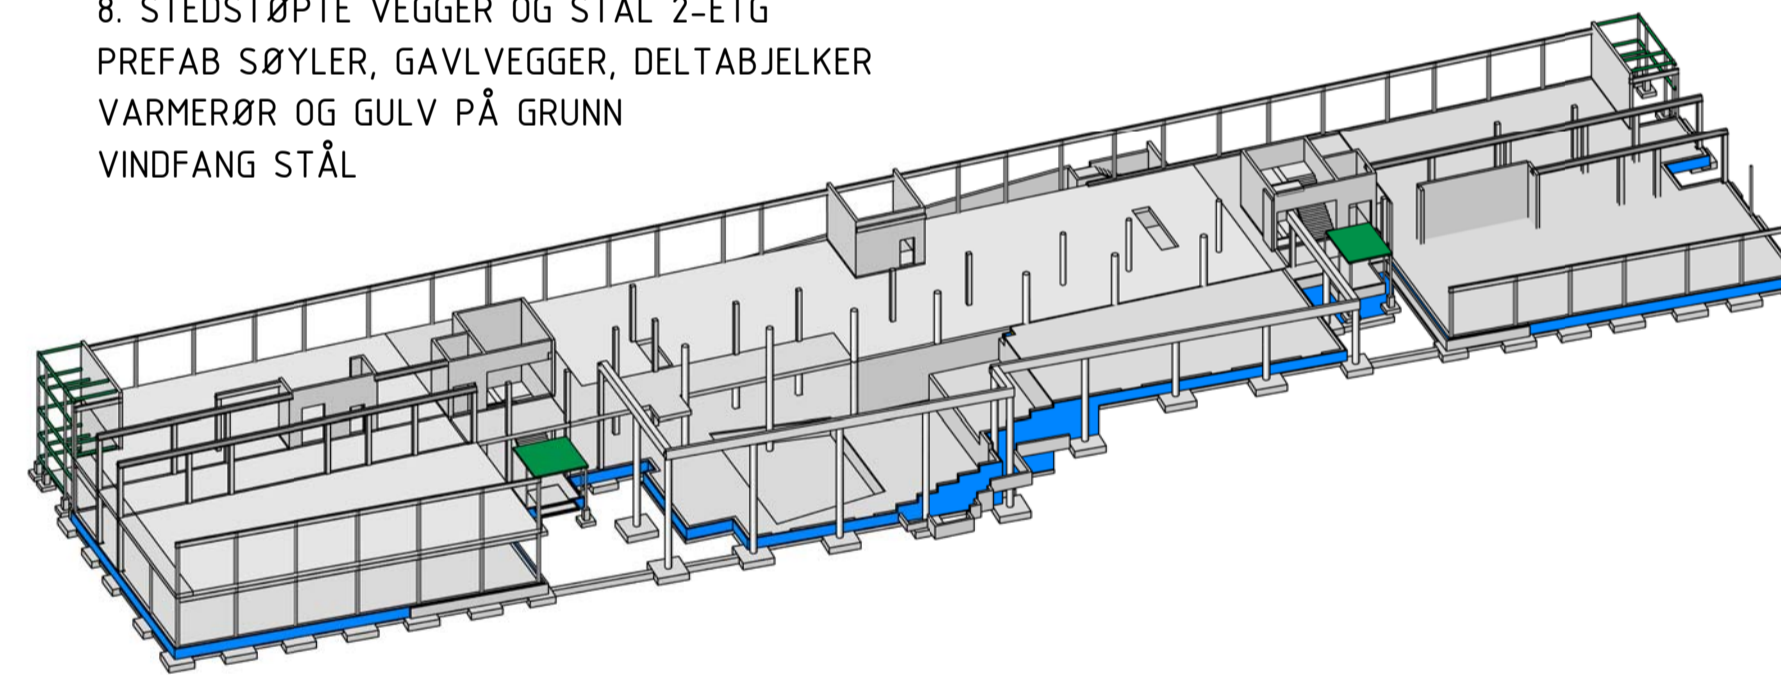 8. STEDSTØPTE VEGGER OG STÅL 2-ETG
PREFAB SØYLER, GAVLVEGGER, DELTABJELKER
VARMERØR OG GULV PÅ GRUNN
VINDFANG STÅL